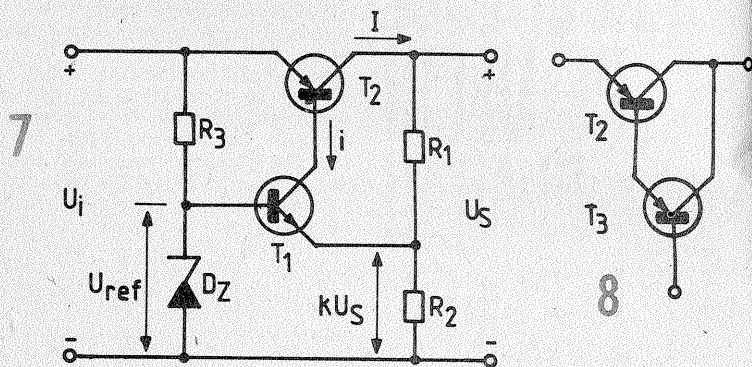 I
+
+
T2
T2
7
R3
i
R1
Ui
US
T1
T3
Uref
DZ
kUS
R2
8
-
-